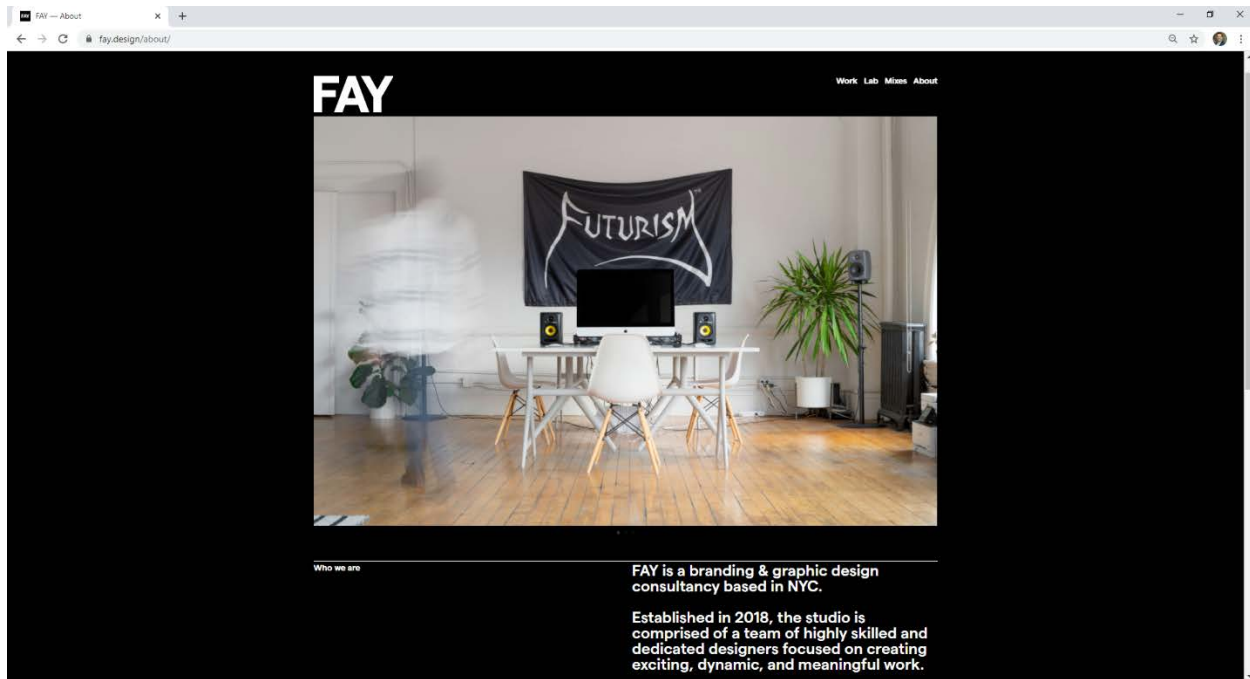 FAY — About
fay.design/about/
FAY
Work Lab Mixes About
FUTURISM
Who we are
FAY is a branding & graphic design
consultancy based in NYC.
Established in 2018, the studio is
comprised of a team of highly skilled and
dedicated designers focused on creating
exciting, dynamic, and meaningful work.